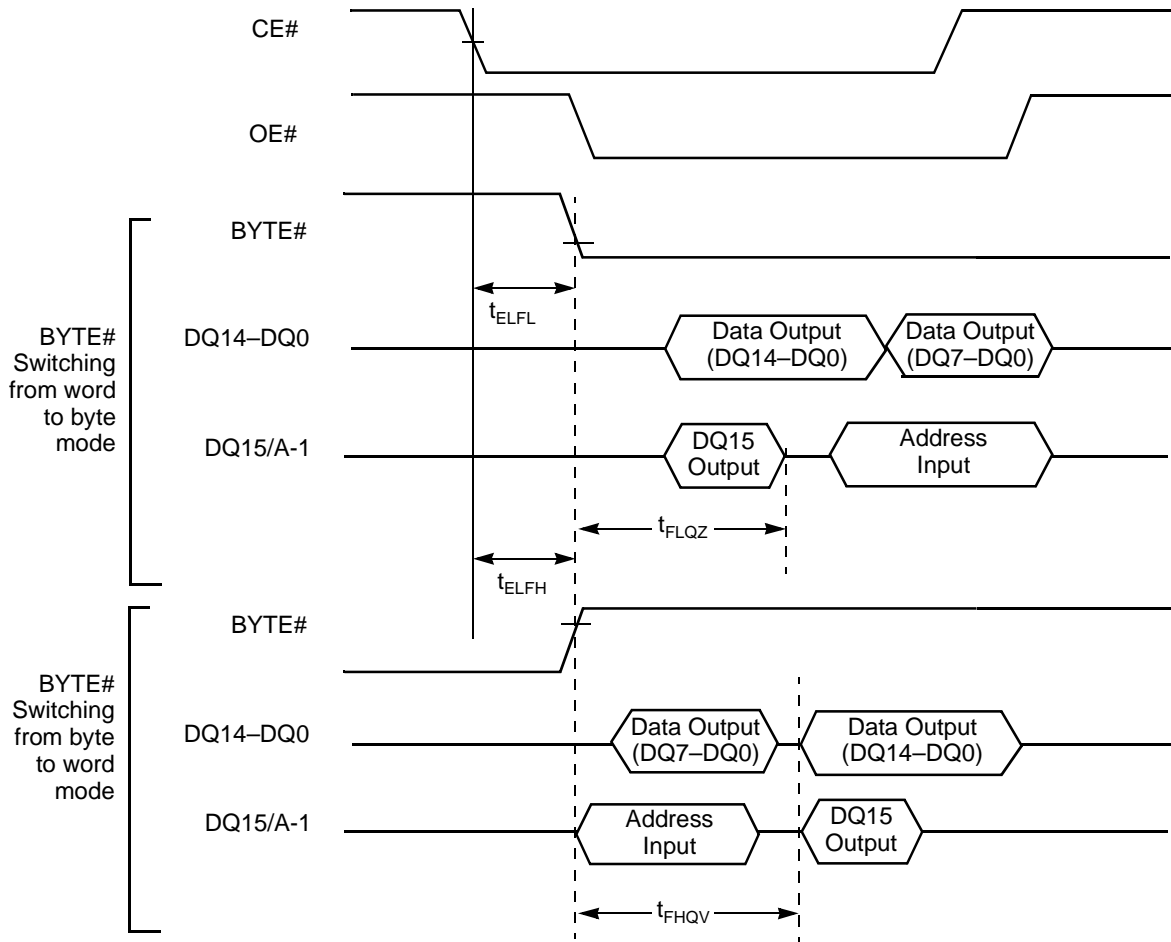 CE#
OE#
BYTE#
tELFL
BYTE#
Switching
from word
to byte
mode
DQ14–DQ0
Data Output
(DQ14–DQ0)
Data Output
(DQ7–DQ0)
DQ15/A-1
DQ15
Output
Address
Input
tFLQZ
tELFH
BYTE#
BYTE#
Switching
from byte
to word
mode
DQ14–DQ0
Data Output
(DQ7–DQ0)
Data Output
(DQ14–DQ0)
DQ15/A-1
Address
Input
DQ15
Output
tFHQV